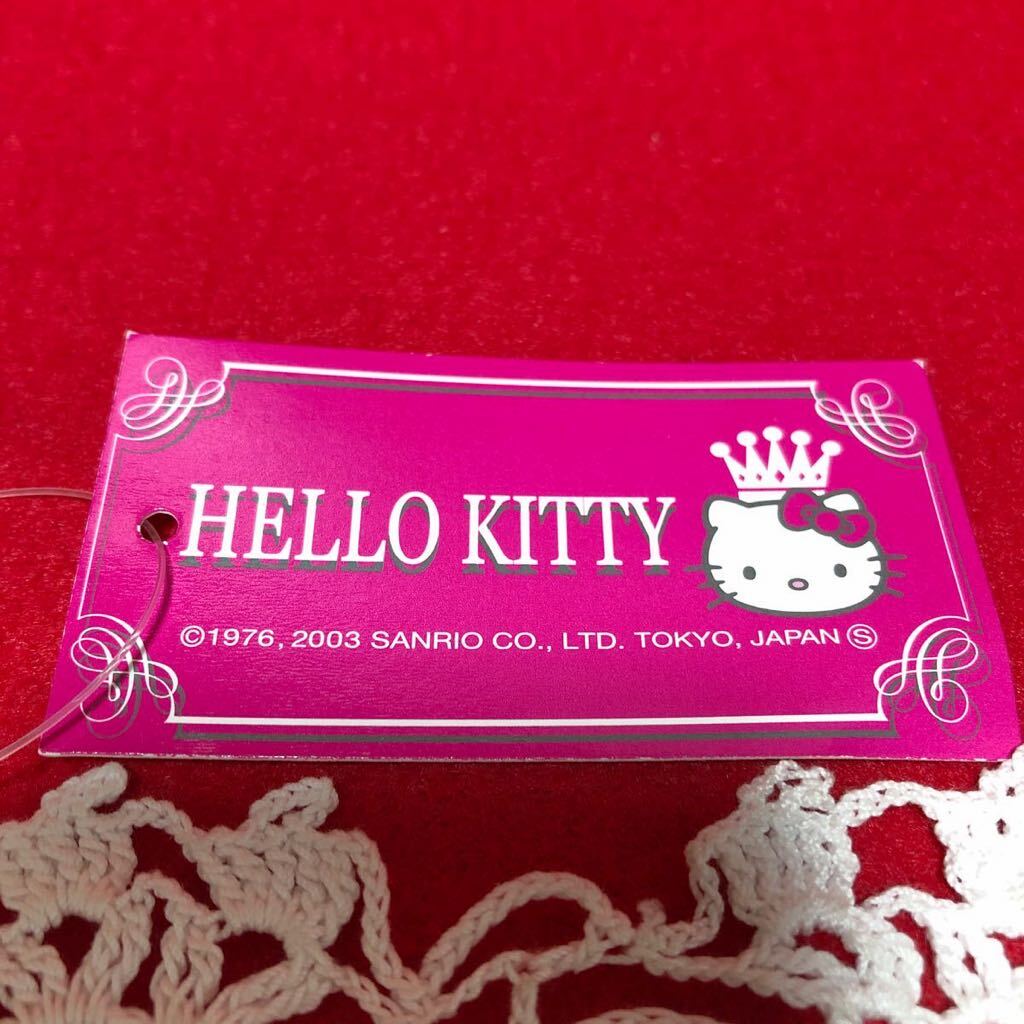 HELLO KITTY
©1976, 2003 SANRIO CO., LTD. TOKYO, JAPAN Ⓢ